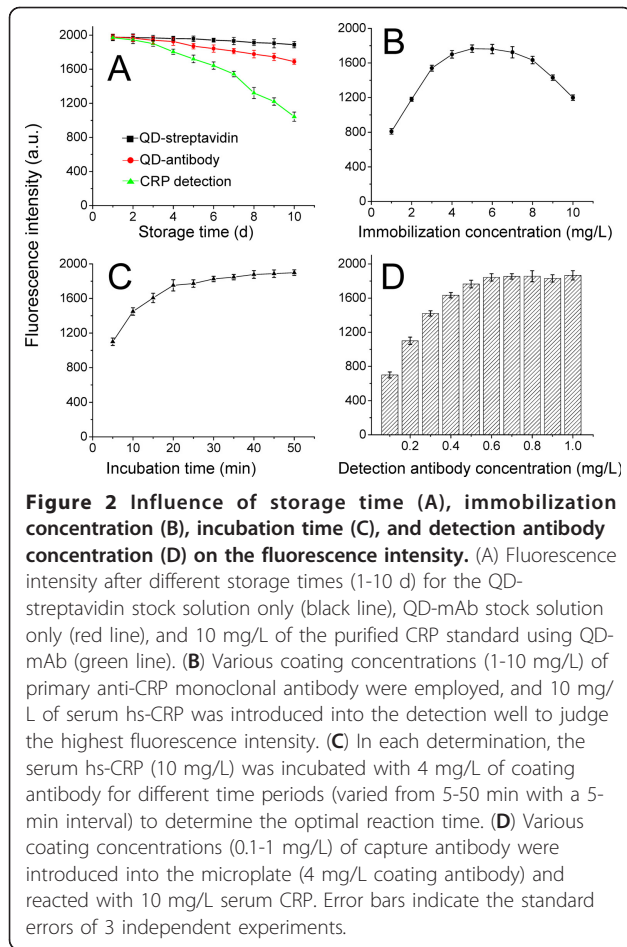 2000
1600
1200
800
400
0
A
QD-streptavidin
QD-antibody
CRP detection
0 2 4 6 8 10
Storage time (d)
2000
1600
1200
800
400
0
B
0 2 4 6 8 10
Immobilization concentration (mg/L)
Fluorescence intensity (a.u.)
2000
1600
1200
800
400
0
C
0 10 20 30 40 50
Incubation time (min)
2000
1600
1200
800
400
0
D
0.2 0.4 0.6 0.8 1.0
Detection antibody concentration (mg/L)
Figure 2 Influence of storage time (A), immobilization
concentration (B), incubation time (C), and detection antibody
concentration (D) on the fluorescence intensity. (A) Fluorescence
intensity after different storage times (1-10 d) for the QD-
streptavidin stock solution only (black line), QD-mAb stock solution
only (red line), and 10 mg/L of the purified CRP standard using QD-
mAb (green line). (B) Various coating concentrations (1-10 mg/L) of
primary anti-CRP monoclonal antibody were employed, and 10 mg/
L of serum hs-CRP was introduced into the detection well to judge
the highest fluorescence intensity. (C) In each determination, the
serum hs-CRP (10 mg/L) was incubated with 4 mg/L of coating
antibody for different time periods (varied from 5-50 min with a 5-
min interval) to determine the optimal reaction time. (D) Various
coating concentrations (0.1-1 mg/L) of capture antibody were
introduced into the microplate (4 mg/L coating antibody) and
reacted with 10 mg/L serum CRP. Error bars indicate the standard
errors of 3 independent experiments.